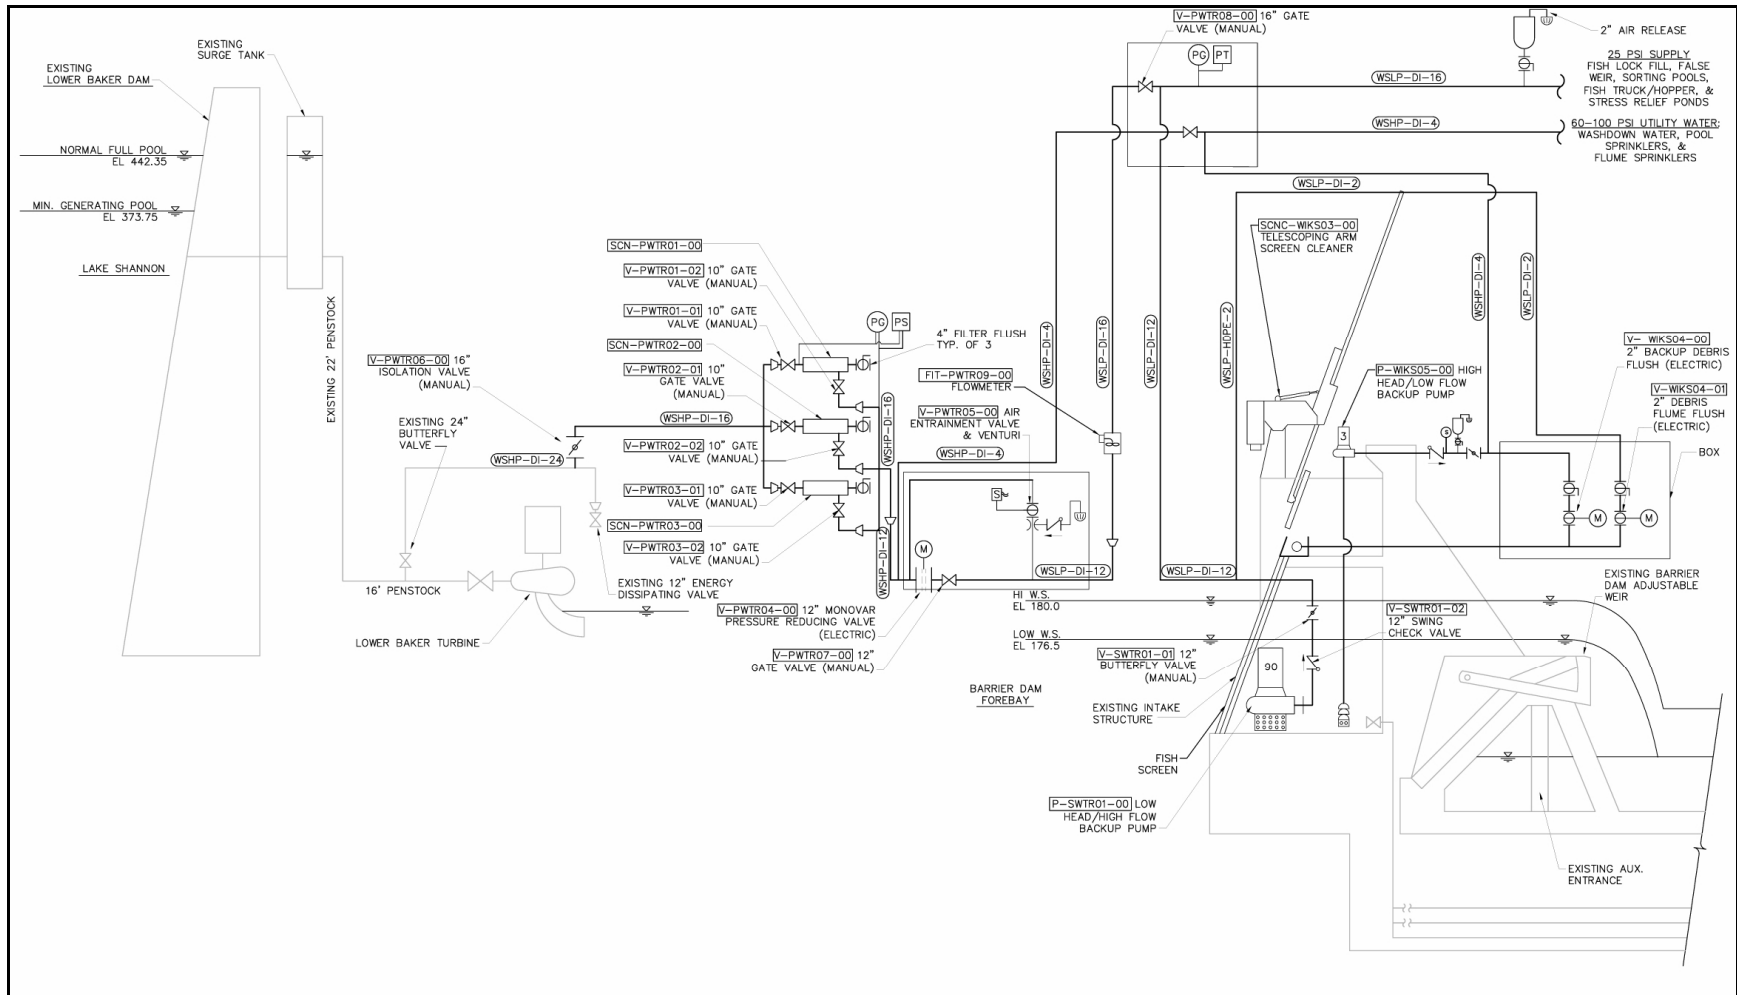 EXISTING
SURGE TANK
EXISTING
LOWER BAKER DAM
NORMAL FULL POOL
EL 442.35
MIN. GENERATING POOL
EL 373.75
LAKE SHANNON
EXISTING 22' PENSTOCK
V-PWTR06-00 16"
ISOLATION VALVE
(MANUAL)
EXISTING 24"
BUTTERFLY
VALVE
WSHP-DI-24
WSHP-DI-16
16' PENSTOCK
LOWER BAKER TURBINE
EXISTING 12" ENERGY
DISSIPATING VALVE
SCN-PWTR01-00
V-PWTR01-02 10" GATE
VALVE (MANUAL)
V-PWTR01-01 10" GATE
VALVE (MANUAL)
SCN-PWTR02-00
V-PWTR02-01 10"
GATE VALVE
(MANUAL)
V-PWTR02-02 10" GATE
VALVE (MANUAL)
V-PWTR03-01 10" GATE
VALVE (MANUAL)
SCN-PWTR03-00
V-PWTR03-02 10" GATE
VALVE (MANUAL)
V-PWTR04-00 12" MONOVAR
PRESSURE REDUCING VALVE
(ELECTRIC)
V-PWTR07-00 12"
GATE VALVE (MANUAL)
PG
PS
4" FILTER FLUSH
TYP. OF 3
FIT-PWTR09-00
FLOWMETER
V-PWTR05-00 AIR
ENTRAINMENT VALVE
& VENTURI
WSHP-DI-4
WSHP-DI-16
WSHP-DI-12
S
M
WSLP-DI-12
WSHP-DI-4
WSLP-DI-16
WSLP-DI-12
WSLP-HDPE-2
V-PWTR08-00 16" GATE
VALVE (MANUAL)
PG
PT
WSLP-DI-16
WSHP-DI-4
2" AIR RELEASE
25 PSI SUPPLY
FISH LOCK FILL, FALSE
WEIR, SORTING POOLS,
FISH TRUCK/HOPPER, &
STRESS RELIEF PONDS
60-100 PSI UTILITY WATER:
WASHDOWN WATER, POOL
SPRINKLERS, &
FLUME SPRINKLERS
WSLP-DI-2
SCNC-WIKS03-00
TELESCOPING ARM
SCREEN CLEANER
WSHP-DI-4
WSLP-DI-2
P-WIKS05-00 HIGH
HEAD/LOW FLOW
BACKUP PUMP
3
S
V- WIKS04-00
2" BACKUP DEBRIS
FLUSH (ELECTRIC)
V-WIKS04-01
2" DEBRIS
FLUME FLUSH
(ELECTRIC)
BOX
M
M
WSLP-DI-12
HI W.S.
EL 180.0
LOW W.S.
EL 176.5
BARRIER DAM
FOREBAY
V-SWTR01-02
12" SWING
CHECK VALVE
V-SWTR01-01 12"
BUTTERFLY VALVE
(MANUAL)
90
EXISTING INTAKE
STRUCTURE
FISH
SCREEN
P-SWTR01-00 LOW
HEAD/HIGH FLOW
BACKUP PUMP
EXISTING BARRIER
DAM ADJUSTABLE
WEIR
EXISTING AUX.
ENTRANCE